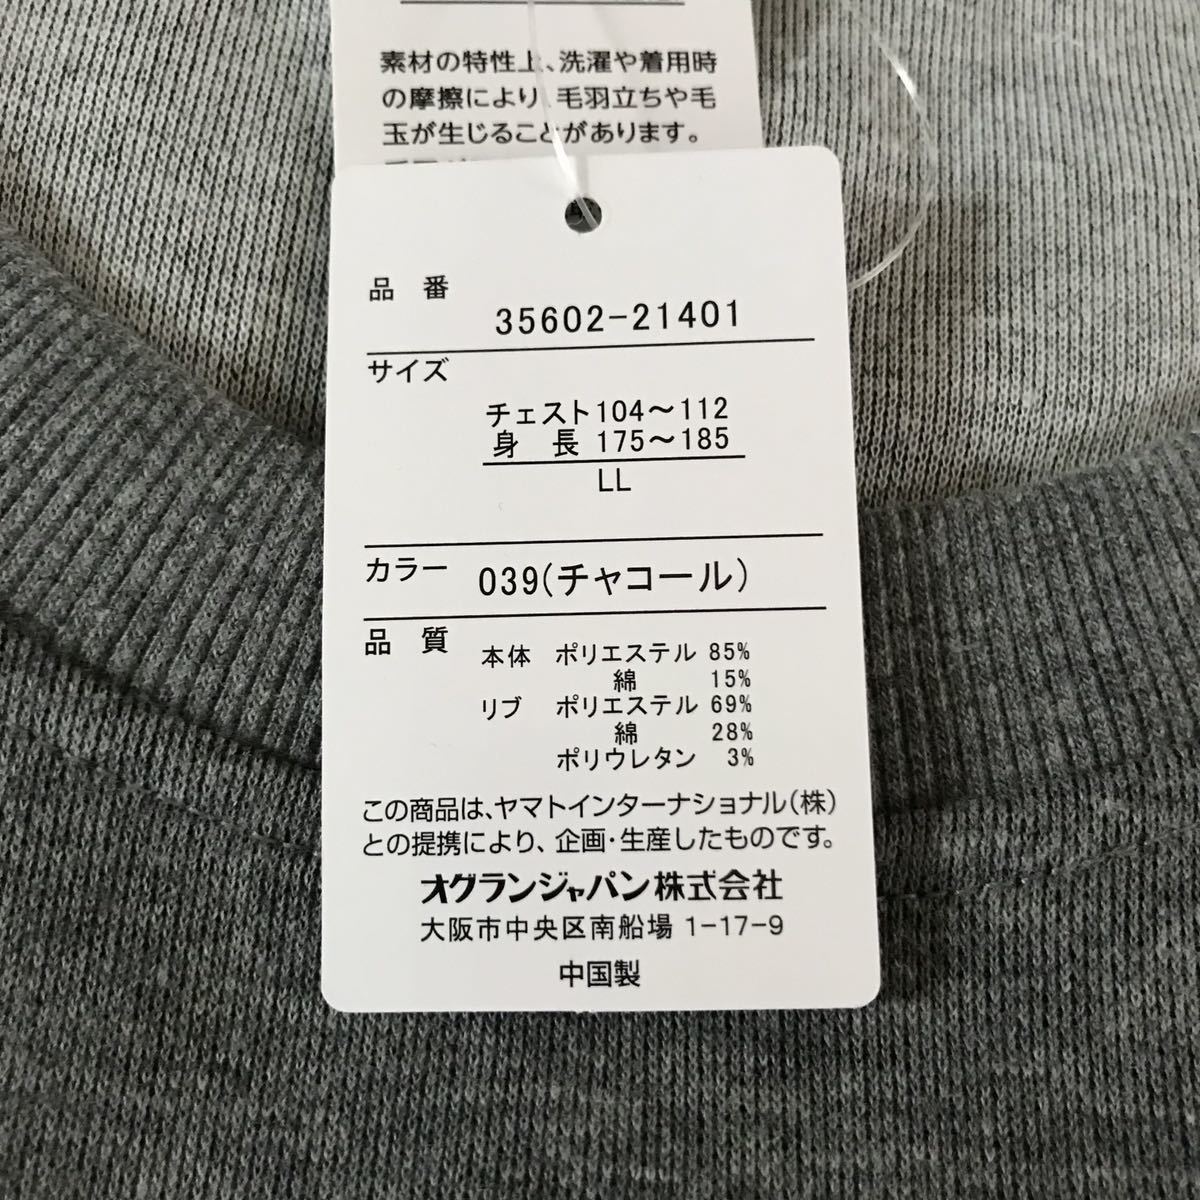 素材の特性上、洗濯や着用時
の摩擦により、毛羽立ちや毛
玉が生じることがあります。
品番
35602-21401
サイズ
チェスト104〜112
身長 175〜185
LL
カラー 039(チャコール)
品質 本体 ポリエステル 85%
綿 15%
リブ ポリエステル 69%
綿 28%
ポリウレタン 3%
この商品は、ヤマトインターナショナル(株)
との提携により、企画・生産したものです。
オグランジャパン株式会社
大阪市中央区南船場 1-17-9
中国製